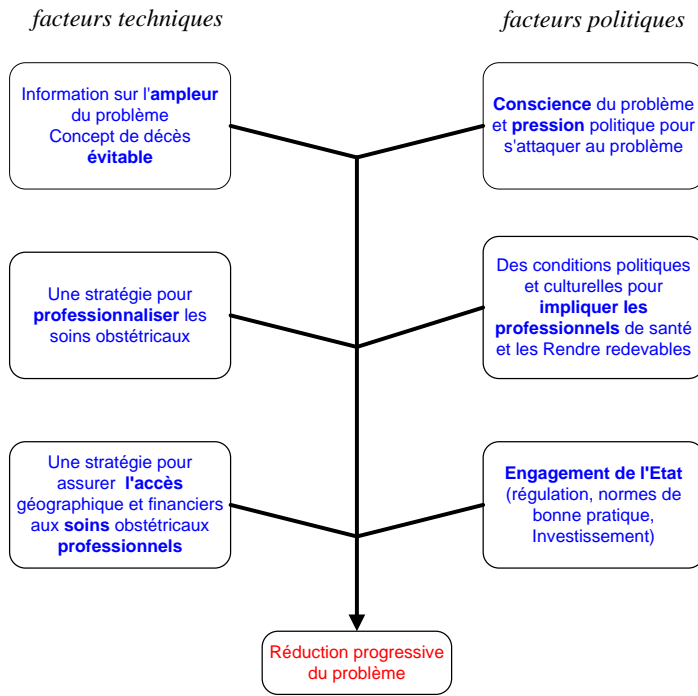 facteurs techniques
facteurs politiques
Information sur l'ampleur
du problème
Concept de décès
évitable
Conscience du problème
et pression politique pour
s'attaquer au problème
Une stratégie pour
professionnaliser les
soins obstétricaux
Des conditions politiques
et culturelles pour
impliquer les
professionnels de santé
et les Rendre redevables
Une stratégie pour
assurer l'accès
géographique et financiers
aux soins obstétricaux
professionnels
Engagement de l'Etat
(régulation, normes de
bonne pratique,
Investissement)
Réduction progressive
du problème